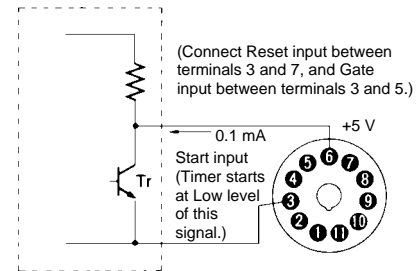 (Connect Reset input between
terminals 3 and 7, and Gate
input between terminals 3 and 5.)
0.1 mA
+5 V
Start input
(Timer starts
at Low level
of this
signal.)
Tr
6
5 7
4 8
3 9
2 10
1 11